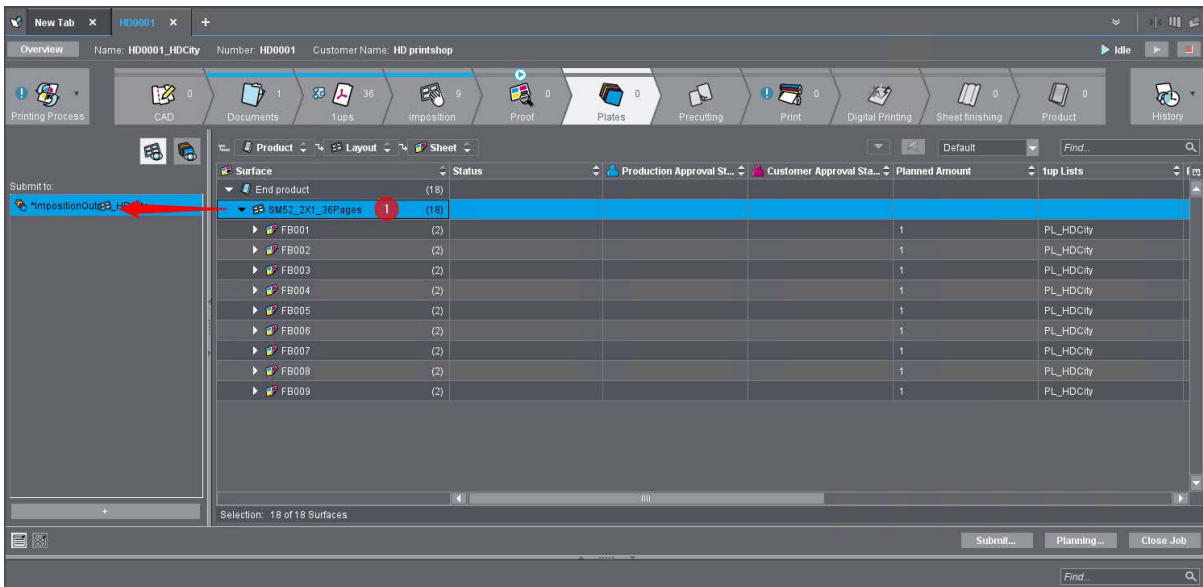 New Tab × HD0001 × +
Overview Name: HD0001_HDCity Number: HD0001 Customer Name: HD printshop Idle
Printing Process
CAD 0
Documents 1
1ups 36
Imposition 9
Proof 0
Plates 0
Precutting
Print 0
Digital Printing
Sheetfinishing 0
Product 0
History
Product Layout Sheet Default Find...
Submit to:
*ImpositionOutp
+
Surface Status Production Approval St... Customer Approval Sta... Planned Amount 1up Lists
End product (18)
SM52_2X1_36Pages 1 (18)
FB001 (2) 1 PL_HDCity
FB002 (2) 1 PL_HDCity
FB003 (2) 1 PL_HDCity
FB004 (2) 1 PL_HDCity
FB005 (2) 1 PL_HDCity
FB006 (2) 1 PL_HDCity
FB007 (2) 1 PL_HDCity
FB008 (2) 1 PL_HDCity
FB009 (2) 1 PL_HDCity
Selection: 18 of 18 Surfaces
Submit... Planning... Close Job
Find...